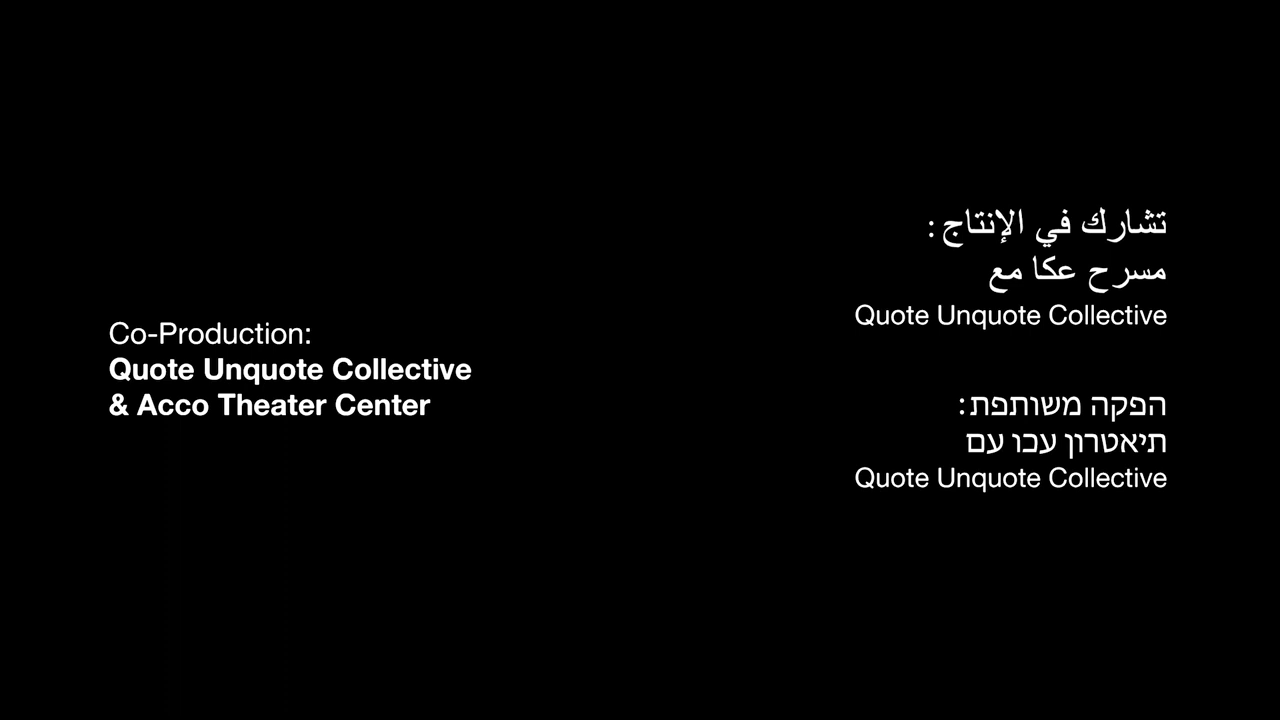 Co-Production:
Quote Unquote Collective
& Acco Theater Center
تشارك في الإنتاج:
مسرح عكا مع
Quote Unquote Collective
הפקה משותפת:
תיאטרון עכו עם
Quote Unquote Collective